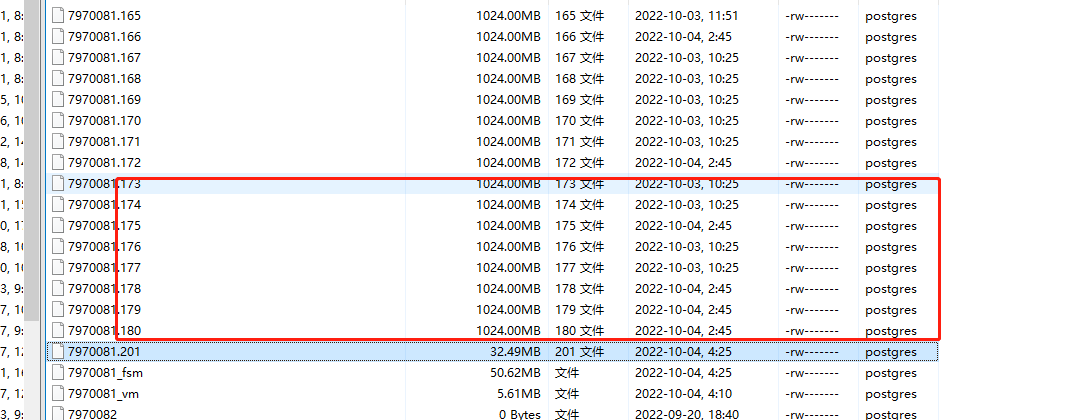 1, 8: 7970081.165 1024.00MB 165 文件 2022-10-03, 11:51 -rw------- postgres
1, 8: 7970081.166 1024.00MB 166 文件 2022-10-04, 2:45 -rw------- postgres
1, 8: 7970081.167 1024.00MB 167 文件 2022-10-03, 10:25 -rw------- postgres
1, 8: 7970081.168 1024.00MB 168 文件 2022-10-03, 10:25 -rw------- postgres
5, 10 7970081.169 1024.00MB 169 文件 2022-10-03, 10:25 -rw------- postgres
6, 10 7970081.170 1024.00MB 170 文件 2022-10-03, 10:25 -rw------- postgres
2, 14 7970081.171 1024.00MB 171 文件 2022-10-03, 10:25 -rw------- postgres
8, 14 7970081.172 1024.00MB 172 文件 2022-10-04, 2:45 -rw------- postgres
1, 8: 7970081.173 1024.00MB 173 文件 2022-10-03, 10:25 -rw------- postgres
1, 15 7970081.174 1024.00MB 174 文件 2022-10-03, 10:25 -rw------- postgres
0, 17 7970081.175 1024.00MB 175 文件 2022-10-04, 2:45 -rw------- postgres
8, 10 7970081.176 1024.00MB 176 文件 2022-10-03, 10:25 -rw------- postgres
0, 10 7970081.177 1024.00MB 177 文件 2022-10-03, 10:25 -rw------- postgres
3, 9: 7970081.178 1024.00MB 178 文件 2022-10-04, 2:45 -rw------- postgres
7, 10 7970081.179 1024.00MB 179 文件 2022-10-04, 2:45 -rw------- postgres
7, 9: 7970081.180 1024.00MB 180 文件 2022-10-04, 2:45 -rw------- postgres
7, 12 7970081.201 32.49MB 201 文件 2022-10-04, 4:25 -rw------- postgres
1, 16 7970081_fsm 50.62MB 文件 2022-10-04, 4:25 -rw------- postgres
7, 12 7970081_vm 5.61MB 文件 2022-10-04, 4:10 -rw------- postgres
3, 9: 7970082 0 Bytes 文件 2022-09-20, 18:40 -rw------- postgres